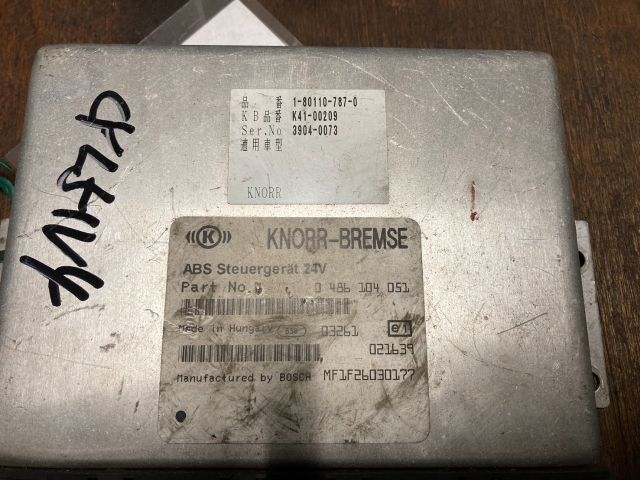 品 番 1-80110-787-0
KB品番 K41-00209
Ser.No 3904-0073
適用車型
KNORR
((K)) KNORR-BREMSE
ABS Steuergerät 24V
Part No. 0 486 104 051
Made in Hungary 03261 e1
021639
Manufactured by BOSCH MF1F26030177